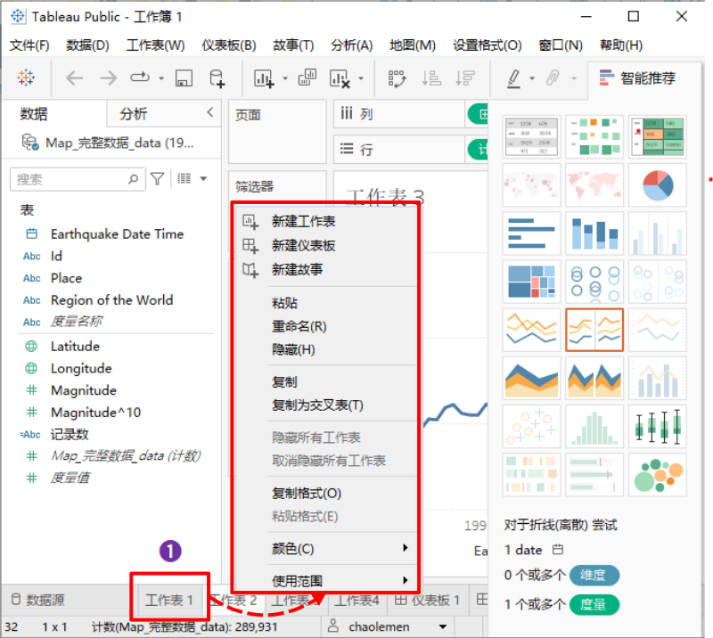 Tableau Public - 工作簿 1
文件(F) 数据(D) 工作表(W) 仪表板(B) 故事(T) 分析(A) 地图(M) 设置格式(O) 窗口(N) 帮助(H)
智能推荐
数据 分析
页面
列
Map_完整数据_data (19...
行
搜索
筛选器
工作表 3
表
Earthquake Date Time
Abc Id
Abc Place
Abc Region of the World
Abc 度量名称
Latitude
Longitude
Magnitude
Magnitude^10
=Abc 记录数
Map_完整数据_data (计数)
度量值
新建工作表
新建仪表板
新建故事
粘贴
重命名(R)
隐藏(H)
复制
复制为交叉表(T)
隐藏所有工作表
取消隐藏所有工作表
复制格式(O)
粘贴格式(E)
颜色(C)
使用范围
199
Ea
对于折线(离散) 尝试
1 date
0 个或多个 维度
1 个或多个 度量
1
数据源 工作表 1 工作表 2 工作表4 仪表板 1
32 1 x 1 计数(Map_完整数据_data): 289,931 chaolemen